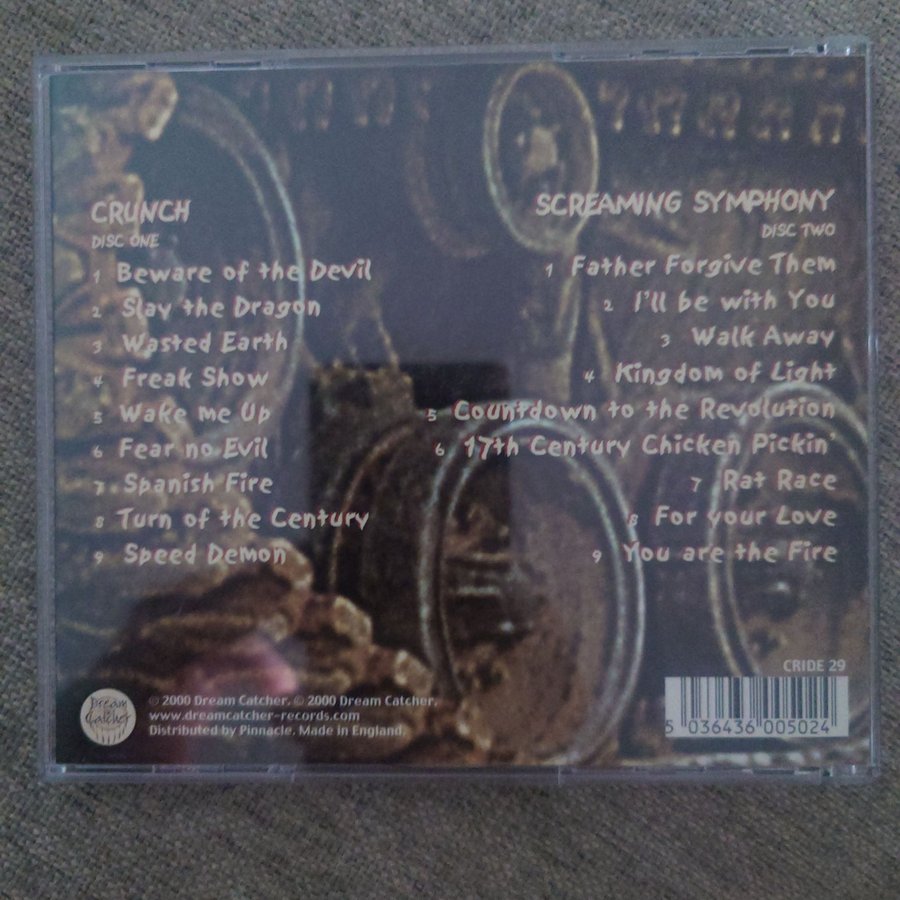 CRUNCH
DISC ONE
1 Beware of the Devil
2 Slay the Dragon
3 Wasted Earth
4 Freak Show
5 Wake me Up
6 Fear no Evil
7 Spanish Fire
8 Turn of the Century
9 Speed Demon
SCREAMING SYMPHONY
DISC TWO
1 Father Forgive Them
2 I'll be with You
3 Walk Away
4 Kingdom of Light
5 Countdown to the Revolution
6 17th Century Chicken Pickin'
7 Rat Race
8 For your Love
9 You are the Fire
Dream
Catcher
℗ 2000 Dream Catcher. © 2000 Dream Catcher.
www.dreamcatcher-records.com
Distributed by Pinnacle. Made in England.
CRIDE 29
5 036436 005024